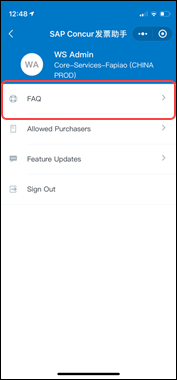 12:48
SAP Concur发票助手
WA
WS Admin
Core-Services-Fapiao (CHINA
PROD)
FAQ
Allowed Purchasers
Feature Updates
Sign Out